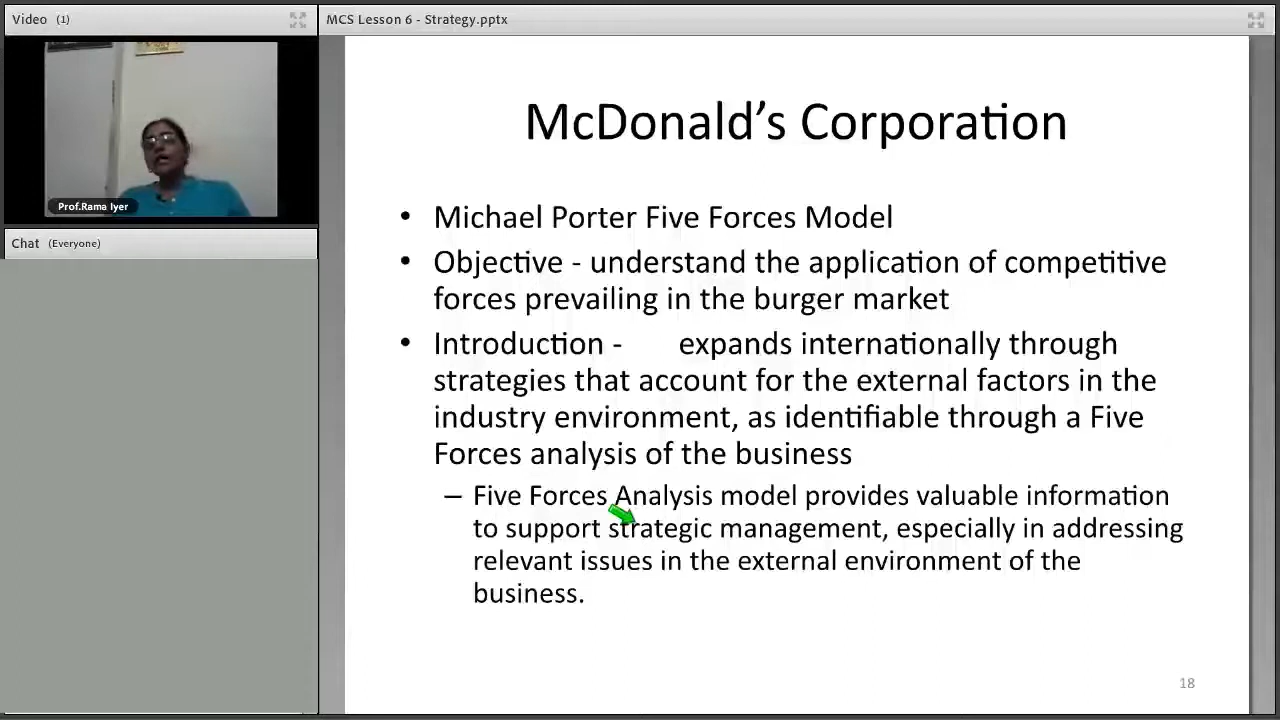 Video (1)
MCS Lesson 6 - Strategy.pptx
Prof.Rama Iyer
Chat (Everyone)
McDonald's Corporation
• Michael Porter Five Forces Model
• Objective - understand the application of competitive
forces prevailing in the burger market
• Introduction - expands internationally through
strategies that account for the external factors in the
industry environment, as identifiable through a Five
Forces analysis of the business
– Five Forces Analysis model provides valuable information
to support strategic management, especially in addressing
relevant issues in the external environment of the
business.
18